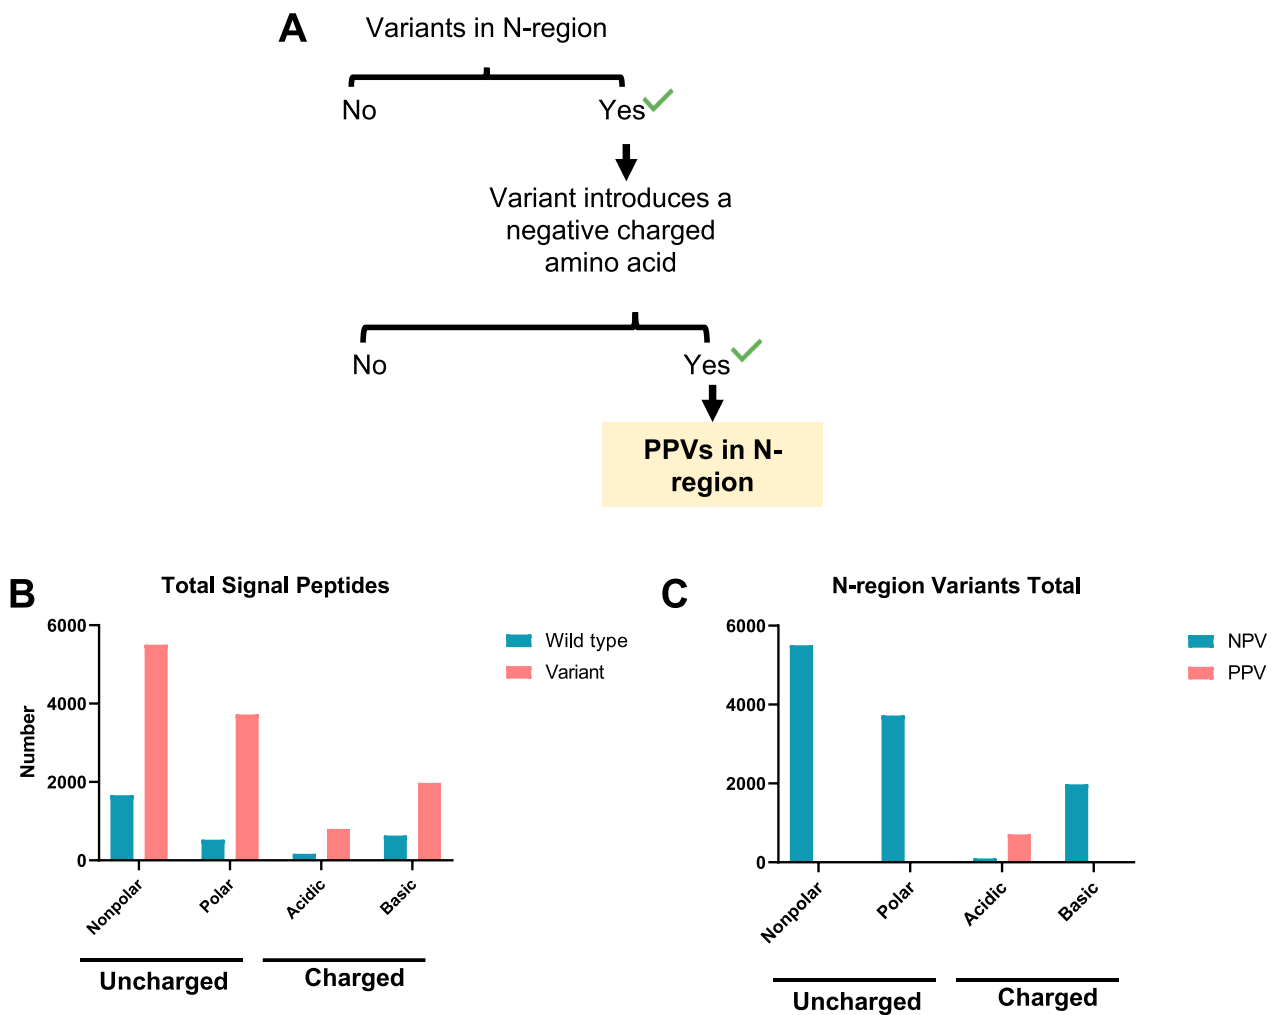 A
Variants in N-region
No
Yes
Variant introduces a
negative charged
amino acid
No
Yes
PPVs in N-
region
B
Total Signal Peptides
Number
6000
4000
2000
0
Nonpolar
Polar
Acidic
Basic
Uncharged
Charged
Wild type
Variant
C
N-region Variants Total
6000
4000
2000
0
Nonpolar
Polar
Acidic
Basic
Uncharged
Charged
NPV
PPV